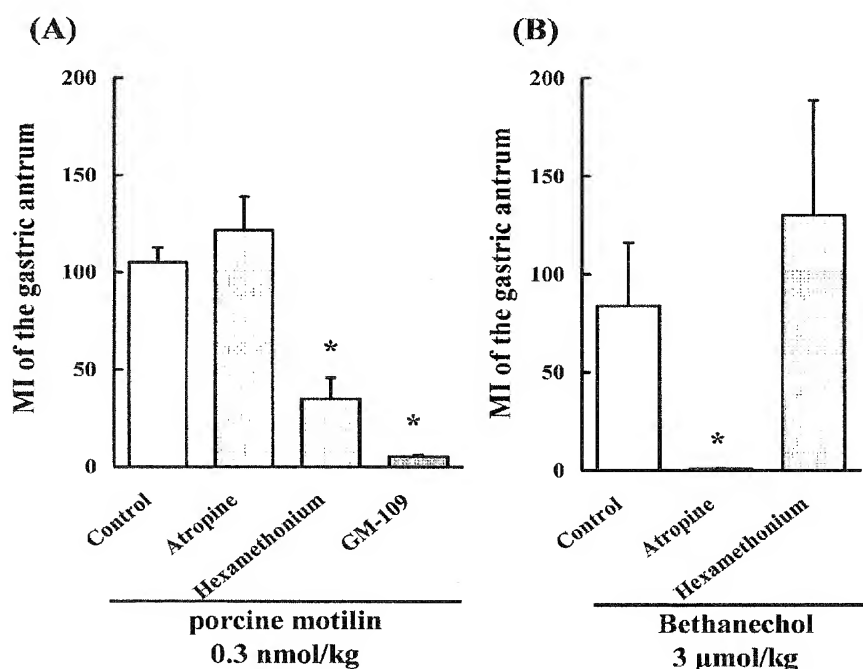 (A)
MI of the gastric antrum
200
150
100
50
0
*
*
Control
Atropine
Hexamethonium
GM-109
porcine motilin
0.3 nmol/kg
(B)
MI of the gastric antrum
200
150
100
50
0
*
Control
Atropine
Hexamethonium
Bethanechol
3 μmol/kg